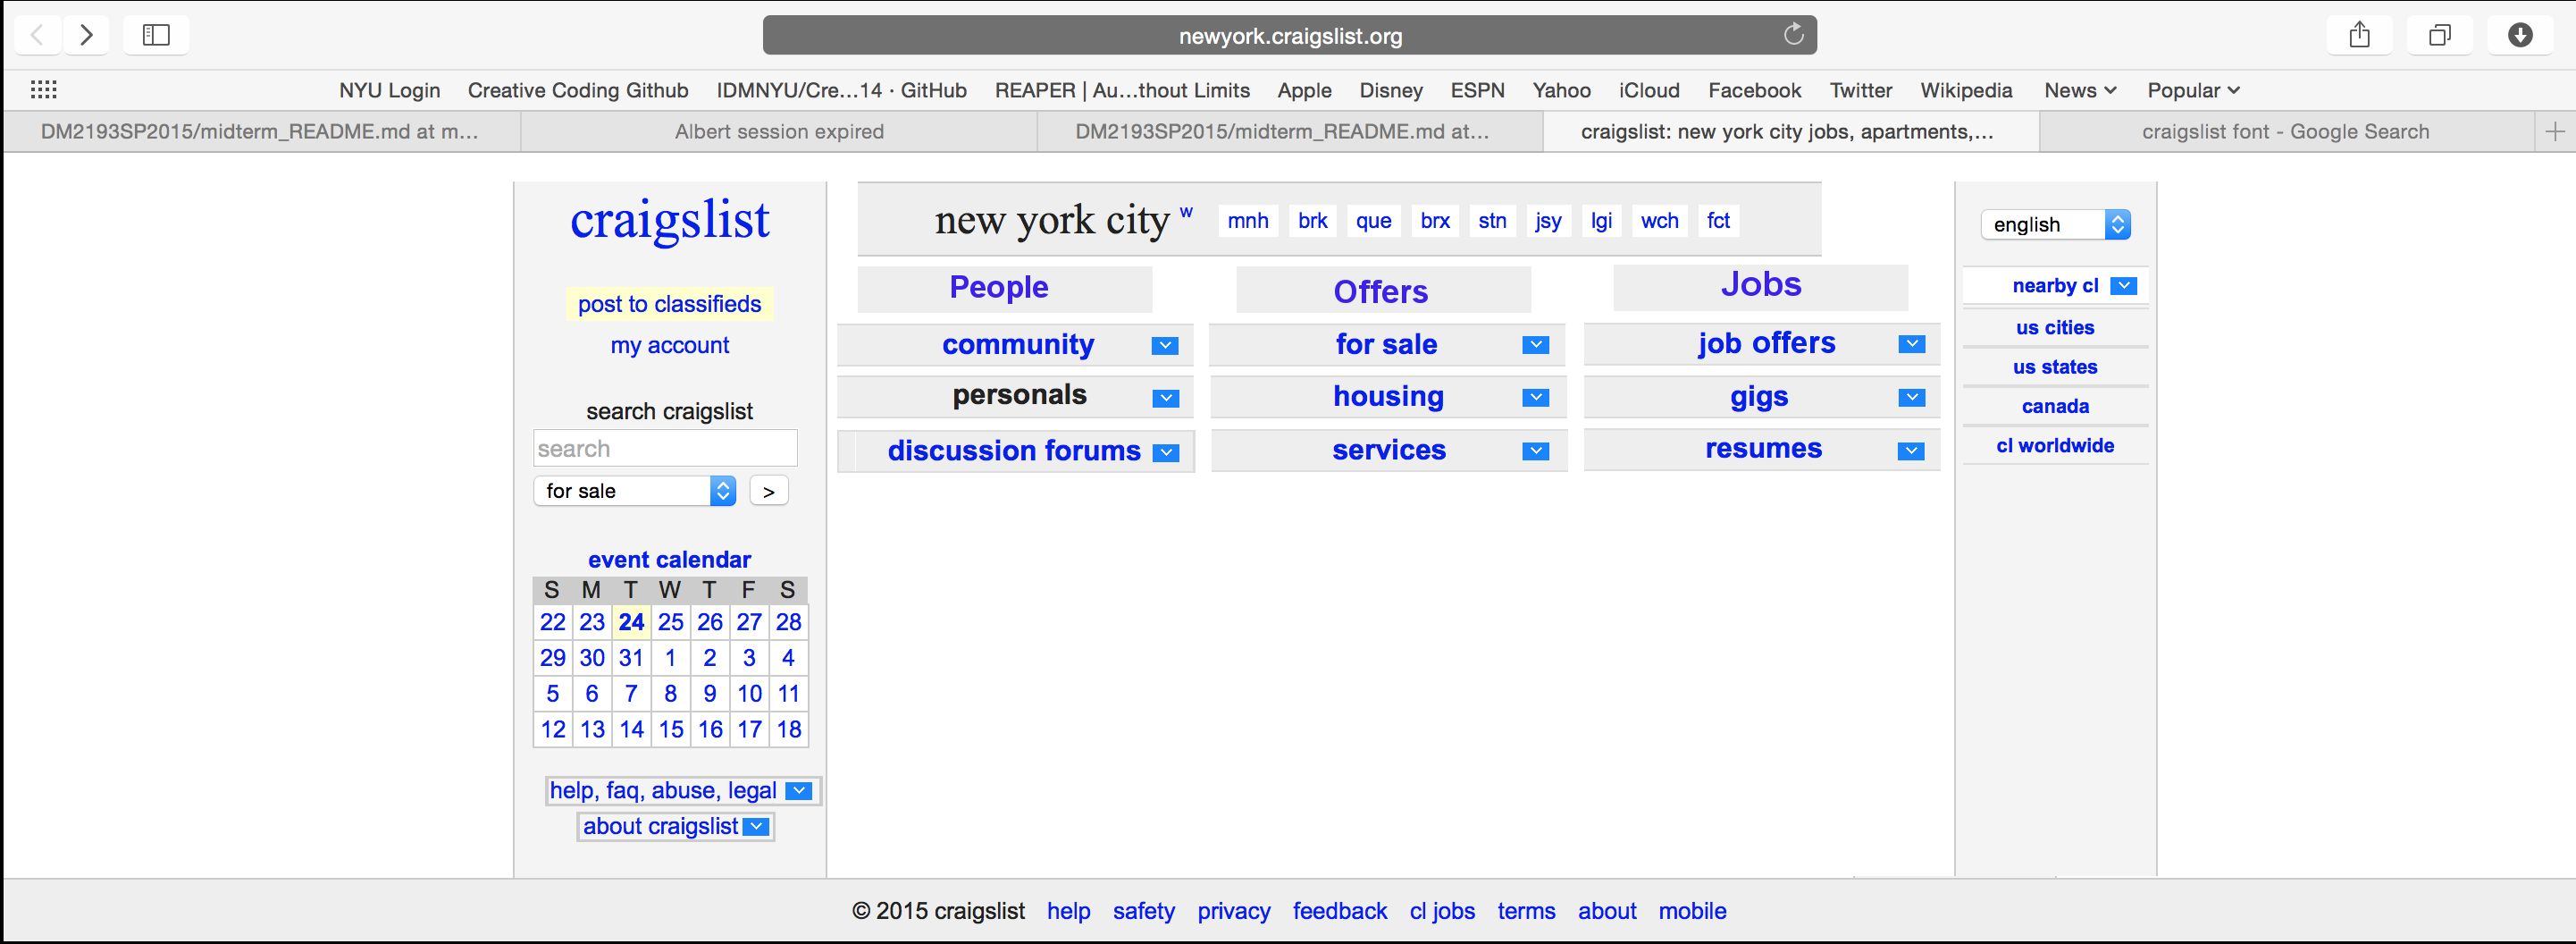 newyork.craigslist.org
NYU Login Creative Coding Github IDMNYU/Cre...14 · GitHub REAPER | Au...thout Limits Apple Disney ESPN Yahoo iCloud Facebook Twitter Wikipedia News Popular
DM2193SP2015/midterm_README.md at m... Albert session expired DM2193SP2015/midterm_README.md at... craigslist: new york city jobs, apartments,... craigslist font - Google Search
craigslist
post to classifieds
my account
search craigslist
search
for sale >
event calendar
S M T W T F S
22 23 24 25 26 27 28
29 30 31 1 2 3 4
5 6 7 8 9 10 11
12 13 14 15 16 17 18
help, faq, abuse, legal
about craigslist
new york city w mnh brk que brx stn jsy lgi wch fct
People Offers Jobs
community for sale job offers
personals housing gigs
discussion forums services resumes
english
nearby cl
us cities
us states
canada
cl worldwide
© 2015 craigslist help safety privacy feedback cl jobs terms about mobile